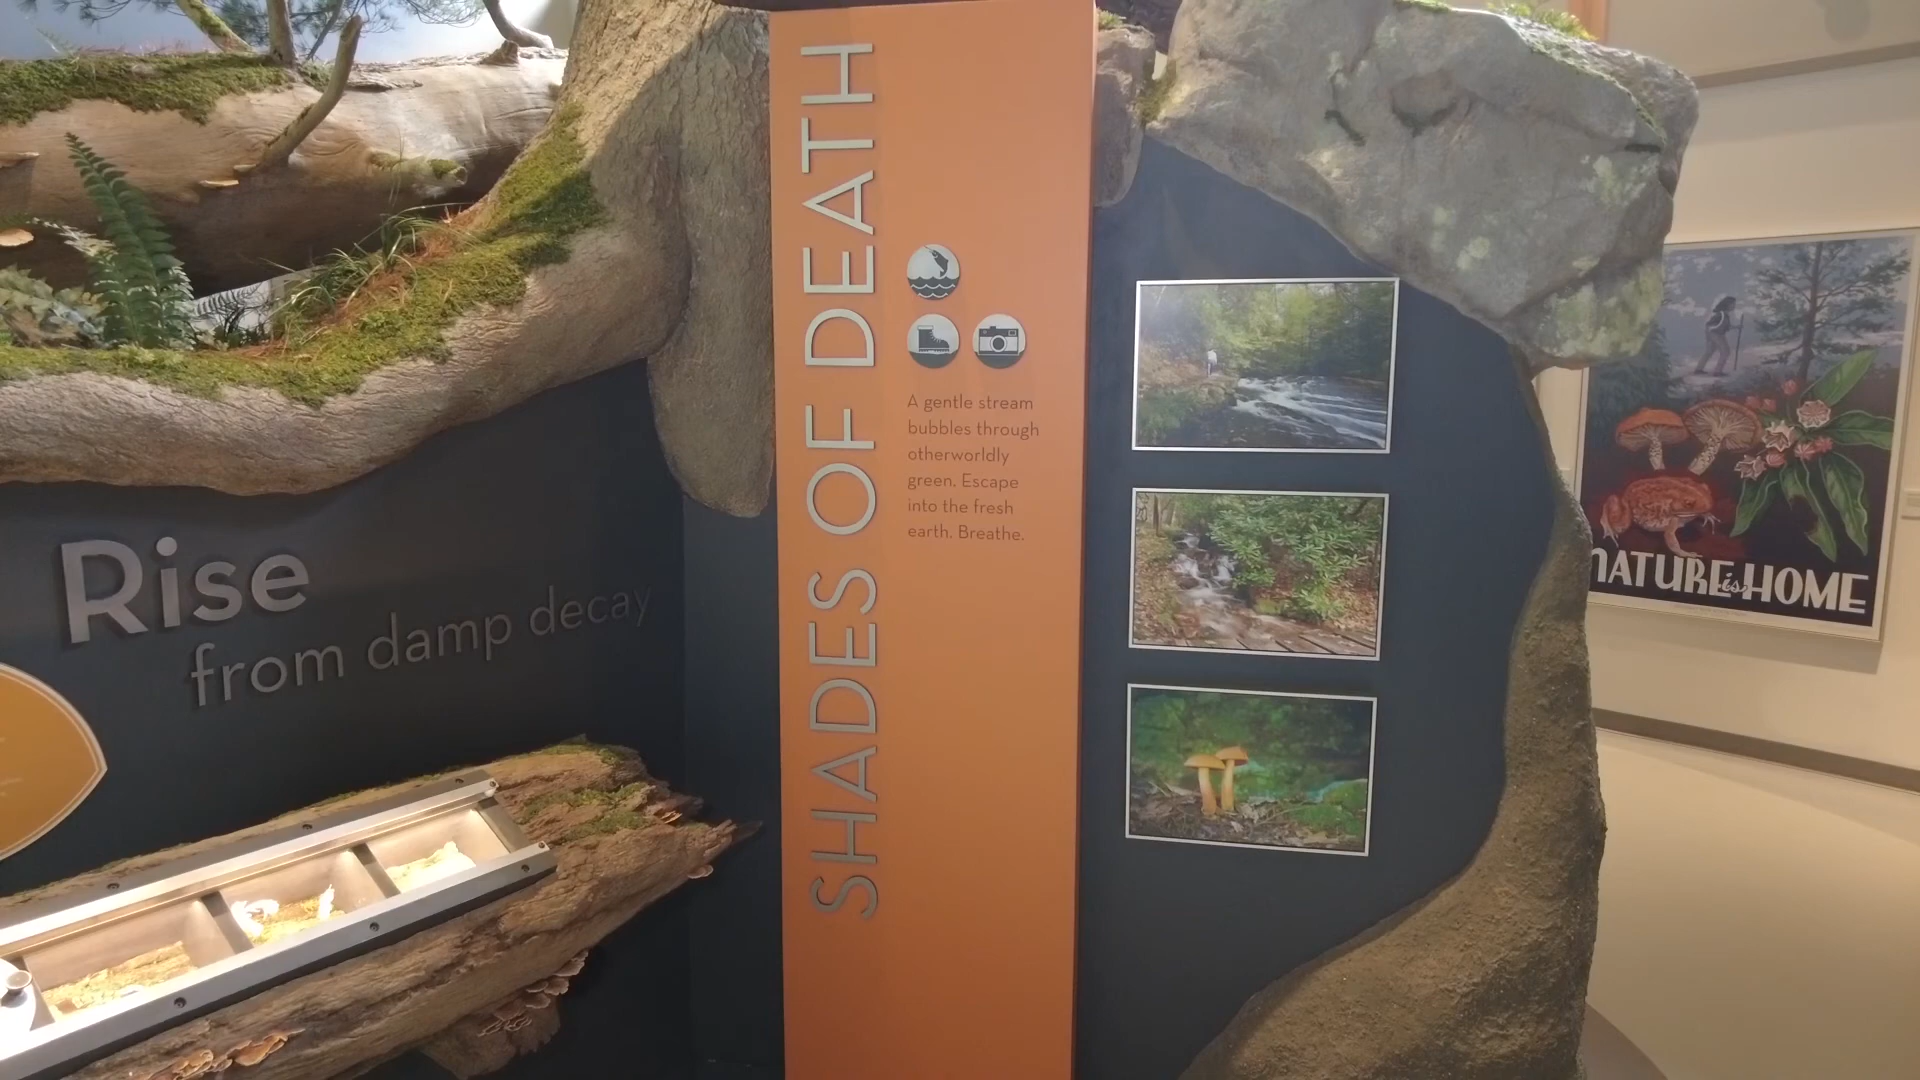 Rise
from damp decay
SHADES OF DEATH
A gentle stream
bubbles through
otherworldly
green. Escape
into the fresh
earth. Breathe.
NATURE is HOME